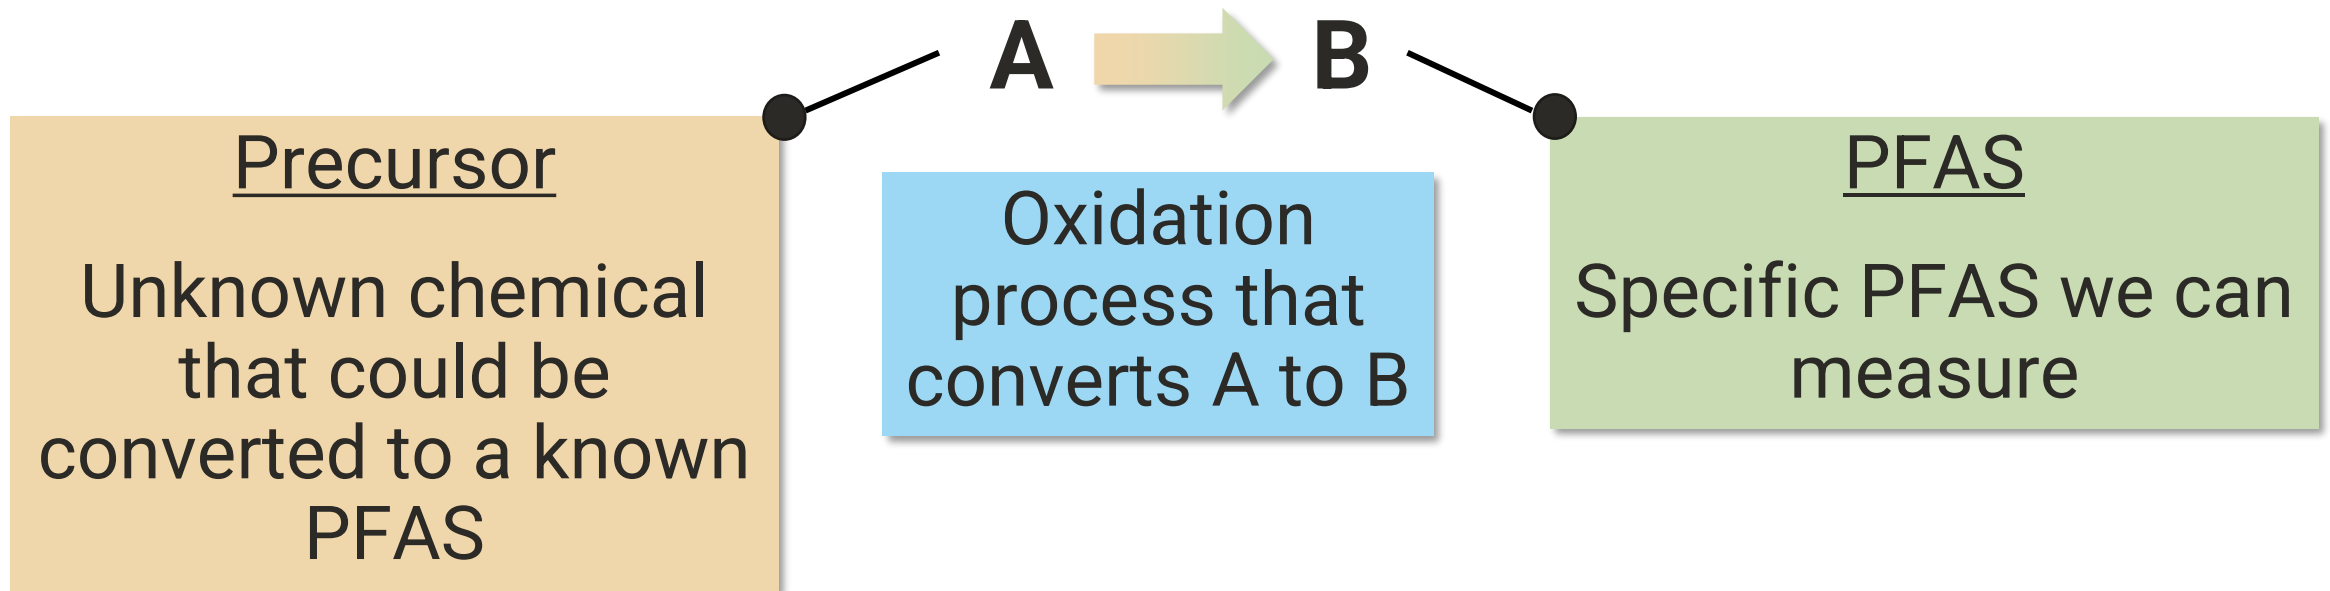 A B
Precursor
Unknown chemical
that could be
converted to a known
PFAS
Oxidation
process that
converts A to B
PFAS
Specific PFAS we can
measure